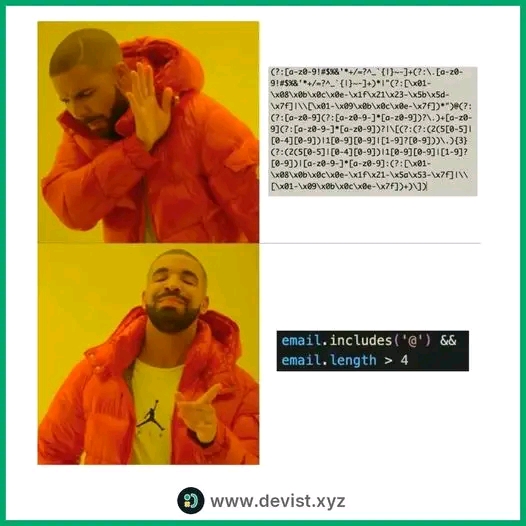 (?:[a-z0-9!#$%&'*+/=?^_`{|}~-]+(?:\.[a-z0-
9!#$%&'*+/=?^_`{|}~-]+)*|"(?:[\x01-
\x08\x0b\x0c\x0e-\x1f\x21\x23-\x5b\x5d-
\x7f]|\\[\x01-\x09\x0b\x0c\x0e-\x7f])*")@(?:
(?:[a-z0-9](?:[a-z0-9-]*[a-z0-9])?\.)+[a-z0-
9](?:[a-z0-9-]*[a-z0-9])?|\[(?:(?:(2(5[0-5]|
[0-4][0-9])|1[0-9][0-9]|[1-9]?[0-9]))\.){3}
(?:(2(5[0-5]|[0-4][0-9])|1[0-9][0-9]|[1-9]?
[0-9])|[a-z0-9-]*[a-z0-9]:(?:[\x01-
\x08\x0b\x0c\x0e-\x1f\x21-\x5a\x53-\x7f]|\\
[\x01-\x09\x0b\x0c\x0e-\x7f])+)\])
email.includes('@') &&
email.length > 4
www.devist.xyz